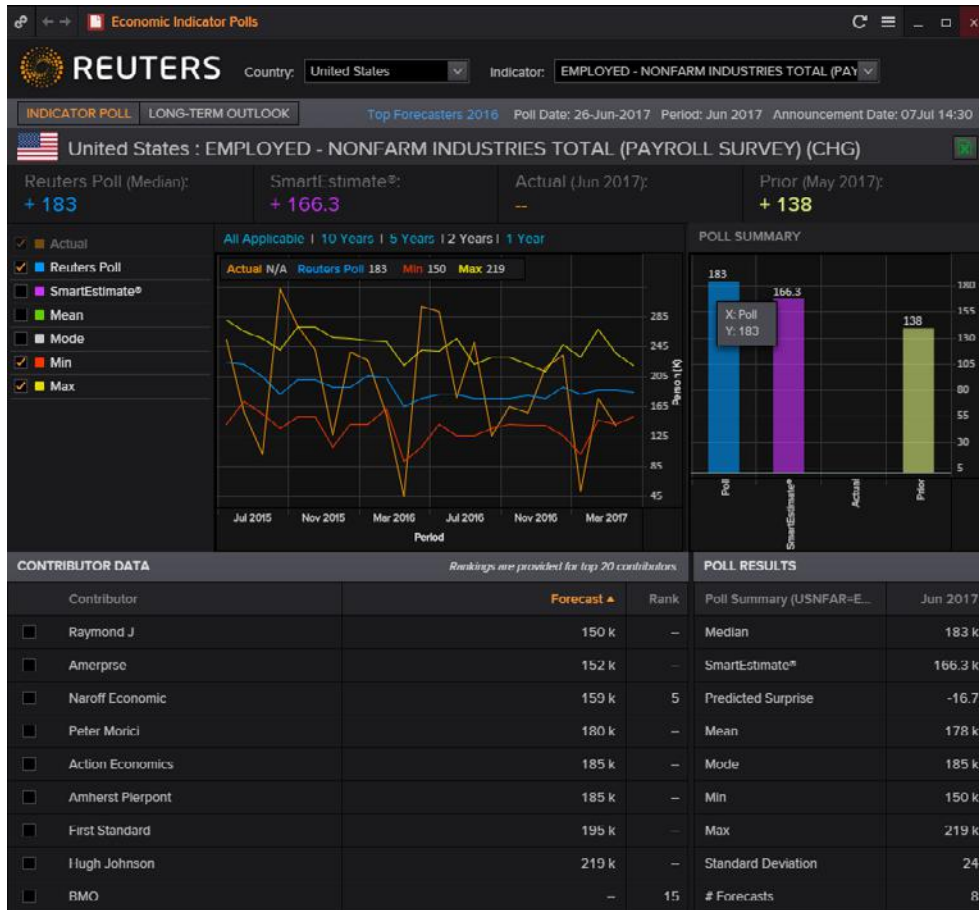 Economic Indicator Polls
REUTERS Country: United States Indicator: EMPLOYED - NONFARM INDUSTRIES TOTAL (PAY
INDICATOR POLL LONG-TERM OUTLOOK Top Forecasters 2016 Poll Date: 26-Jun-2017 Period: Jun 2017 Announcement Date: 07Jul 14:30
United States : EMPLOYED - NONFARM INDUSTRIES TOTAL (PAYROLL SURVEY) (CHG)
Reuters Poll (Median): SmartEstimate®: Actual (Jun 2017): Prior (May 2017):
+ 183 + 166.3 -- + 138
Actual
Reuters Poll
SmartEstimate®
Mean
Mode
Min
Max
All Applicable | 10 Years | 5 Years | 2 Years | 1 Year
Actual N/A Reuters Poll 183 Min 150 Max 219
285
245
205
165
125
85
45
Person (K)
Jul 2015 Nov 2015 Mar 2016 Jul 2016 Nov 2016 Mar 2017
Period
POLL SUMMARY
183
166.3
138
X: Poll
Y: 183
180
155
130
105
80
55
30
5
Poll SmartEstimate® Actual Prior
CONTRIBUTOR DATA Rankings are provided for top 20 contributors
Contributor Forecast Rank
Raymond J 150 k –
Amerprse 152 k –
Naroff Economic 159 k 5
Peter Morici 180 k –
Action Economics 185 k –
Amherst Pierpont 185 k –
First Standard 195 k –
Hugh Johnson 219 k –
BMO – 15
POLL RESULTS
Poll Summary (USNFAR=E... Jun 2017
Median 183 k
SmartEstimate® 166.3 k
Predicted Surprise -16.7
Mean 178 k
Mode 185 k
Min 150 k
Max 219 k
Standard Deviation 24
# Forecasts 8